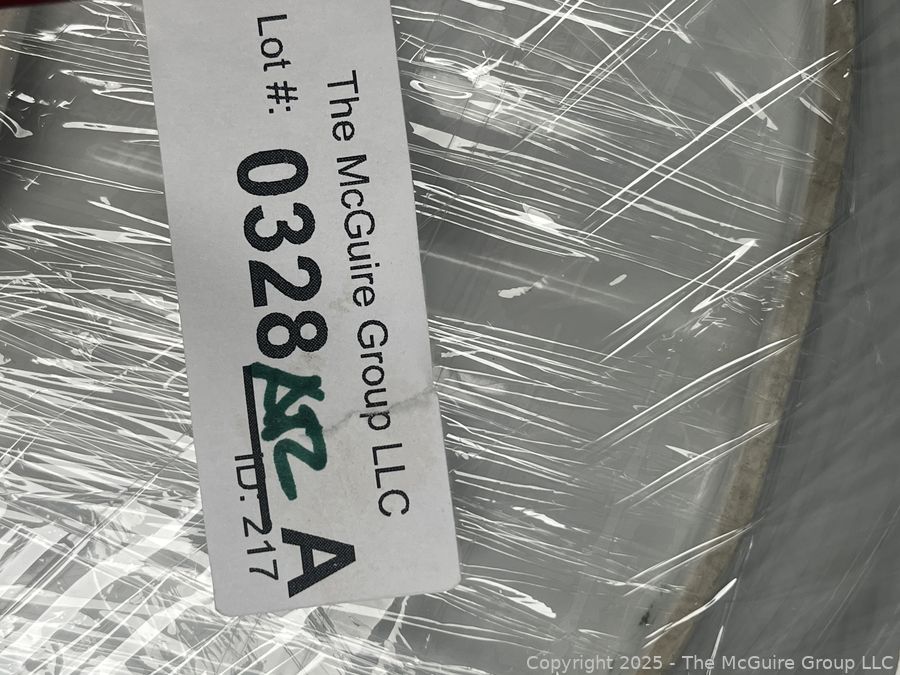 The McGuire Group LLC
Lot #: 0328 A
ID: 217
Copyright 2025 - The McGuire Group LLC